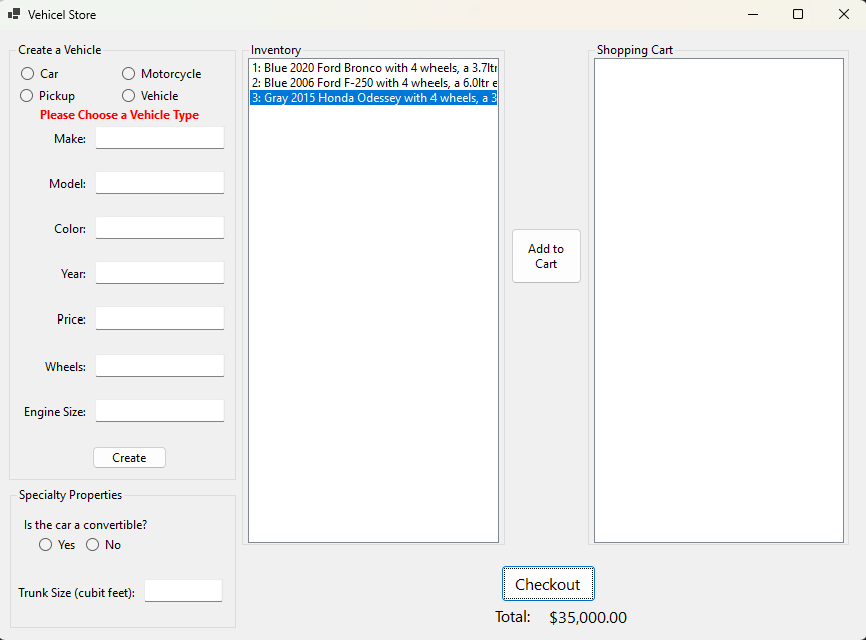 Vehicel Store
Create a Vehicle
Car
Motorcycle
Pickup
Vehicle
Please Choose a Vehicle Type
Make:
Model:
Color:
Year:
Price:
Wheels:
Engine Size:
Create
Specialty Properties
Is the car a convertible?
Yes
No
Trunk Size (cubit feet):
Inventory
1: Blue 2020 Ford Bronco with 4 wheels, a 3.7ltr
2: Blue 2006 Ford F-250 with 4 wheels, a 6.0ltr e
3: Gray 2015 Honda Odessey with 4 wheels, a 3
Add to
Cart
Shopping Cart
Checkout
Total: $35,000.00